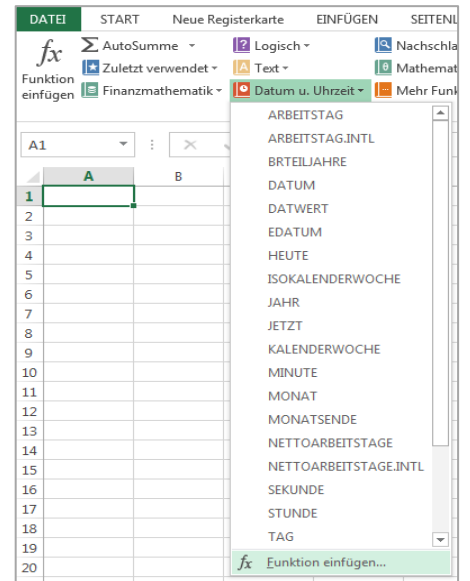 DATEI START Neue Registerkarte EINFÜGEN SEITENL
fx AutoSumme Logisch Nachschla
Zuletzt verwendet Text Mathemat
Funktion einfügen Finanzmathematik Datum u. Uhrzeit Mehr Funk
ARBEITSTAG
A1 ARBEITSTAG.INTL
BRTEILJAHRE
A B
1 DATUM
2 DATWERT
3 EDATUM
4 HEUTE
5 ISOKALENDERWOCHE
6
7 JAHR
8 JETZT
9 KALENDERWOCHE
10 MINUTE
11 MONAT
12 MONATSENDE
13
14 NETTOARBEITSTAGE
15 NETTOARBEITSTAGE.INTL
16 SEKUNDE
17 STUNDE
18 TAG
19
20 fx Funktion einfügen...